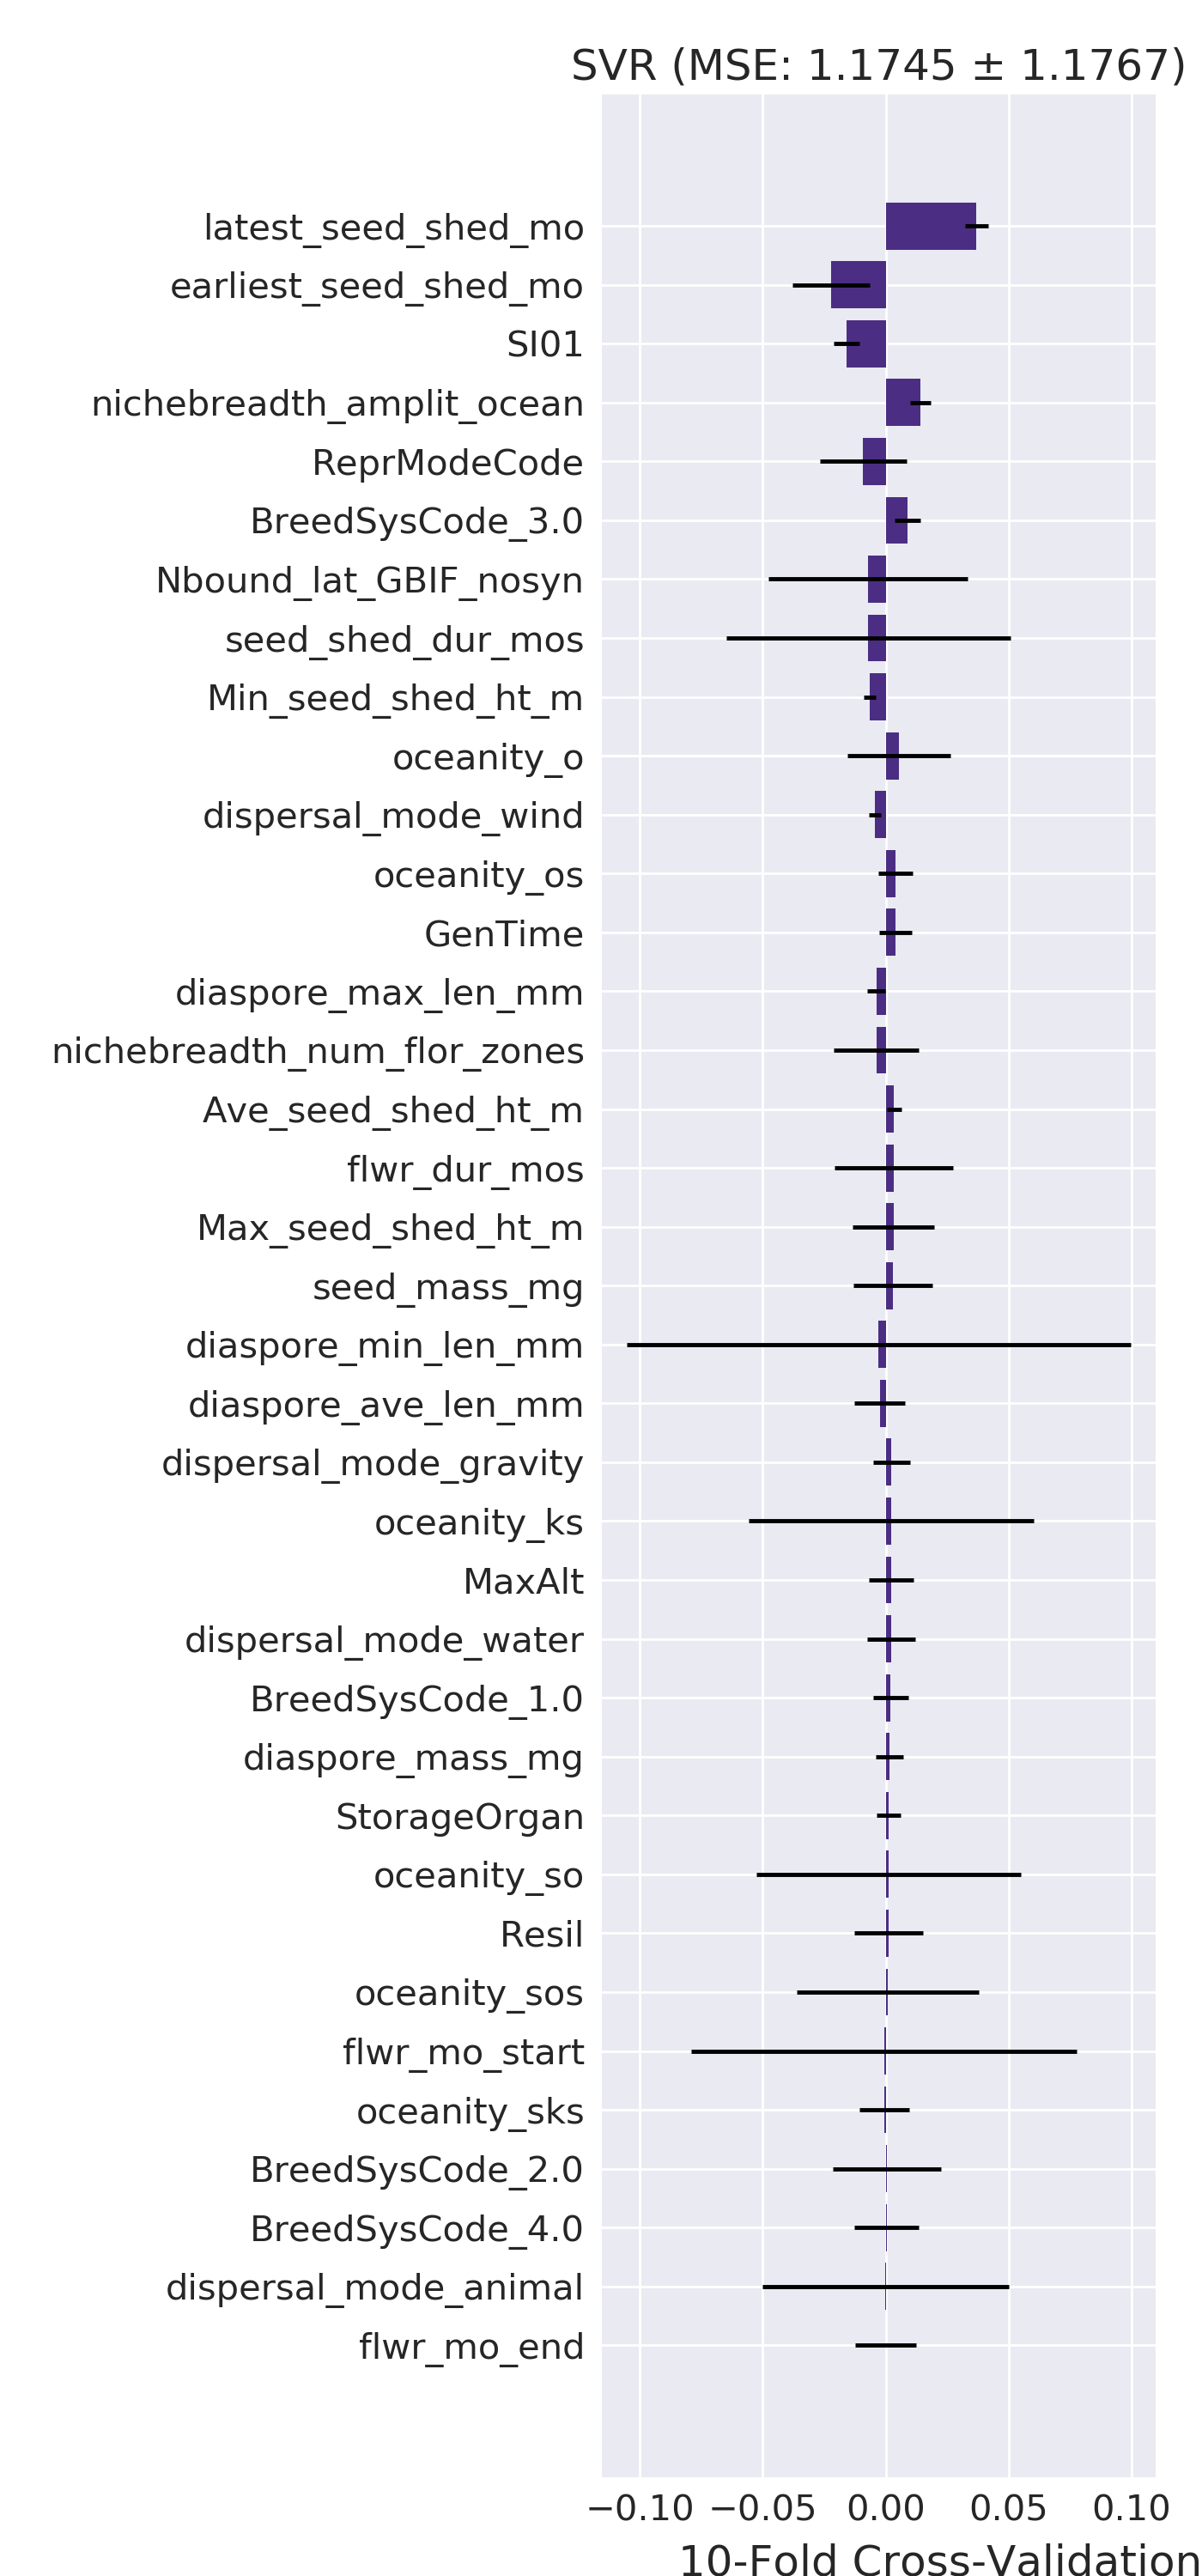 SVR (MSE: 1.1745 ± 1.1767)
latest_seed_shed_mo
earliest_seed_shed_mo
SI01
nichebreadth_amplit_ocean
ReprModeCode
BreedSysCode_3.0
Nbound_lat_GBIF_nosyn
seed_shed_dur_mos
Min_seed_shed_ht_m
oceanity_o
dispersal_mode_wind
oceanity_os
GenTime
diaspore_max_len_mm
nichebreadth_num_flor_zones
Ave_seed_shed_ht_m
flwr_dur_mos
Max_seed_shed_ht_m
seed_mass_mg
diaspore_min_len_mm
diaspore_ave_len_mm
dispersal_mode_gravity
oceanity_ks
MaxAlt
dispersal_mode_water
BreedSysCode_1.0
diaspore_mass_mg
StorageOrgan
oceanity_so
Resil
oceanity_sos
flwr_mo_start
oceanity_sks
BreedSysCode_2.0
BreedSysCode_4.0
dispersal_mode_animal
flwr_mo_end
−0.10 −0.05 0.00 0.05 0.10
10-Fold Cross-Validation